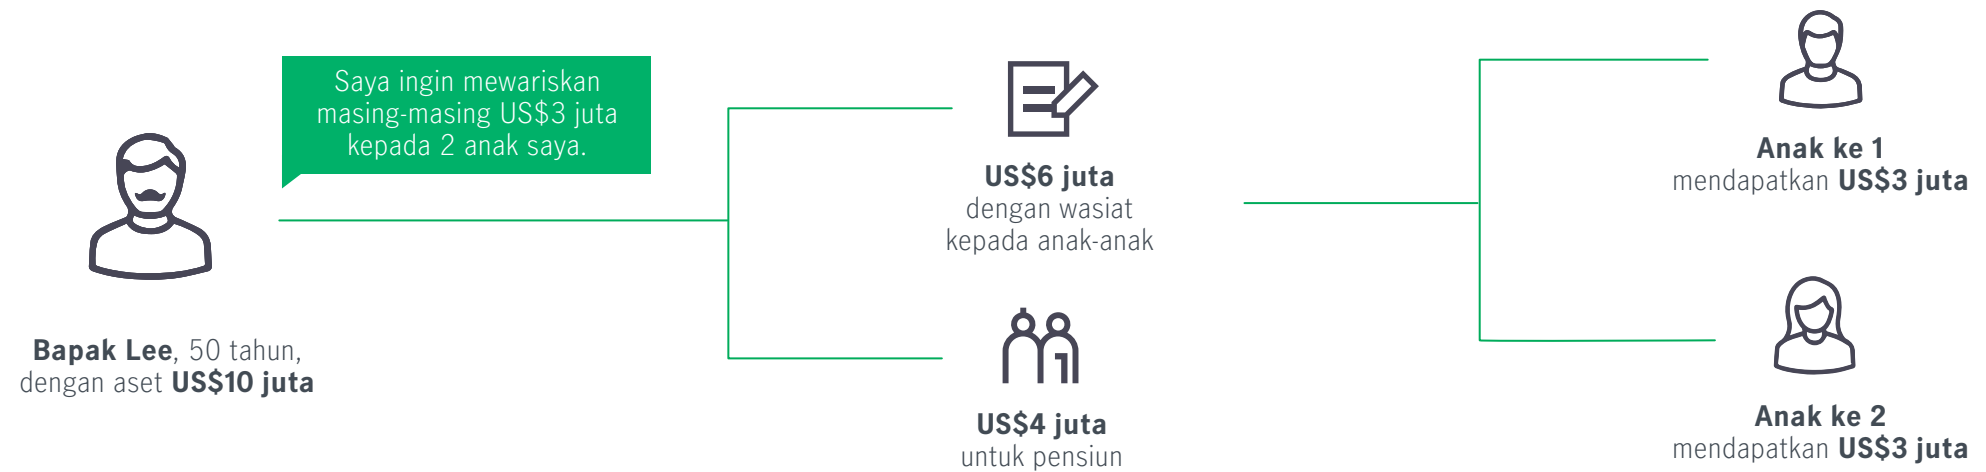 Saya ingin mewariskan
masing-masing US$3 juta
kepada 2 anak saya.
Bapak Lee, 50 tahun,
dengan aset US$10 juta
US$6 juta
dengan wasiat
kepada anak-anak
US$4 juta
untuk pensiun
Anak ke 1
mendapatkan US$3 juta
Anak ke 2
mendapatkan US$3 juta